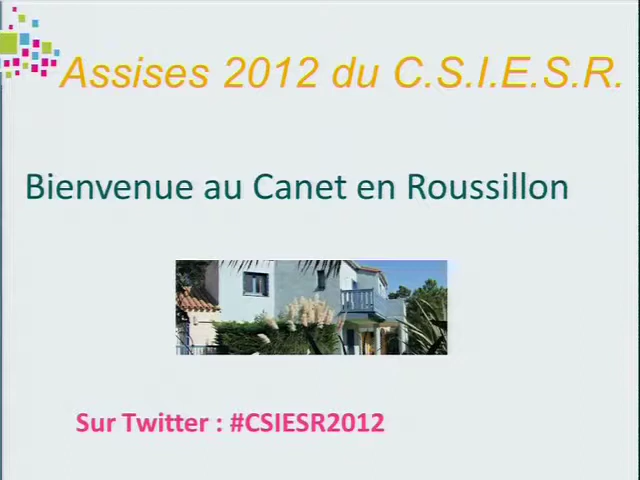 Assises 2012 du C.S.I.E.S.R.
Bienvenue au Canet en Roussillon
Sur Twitter : #CSIESR2012